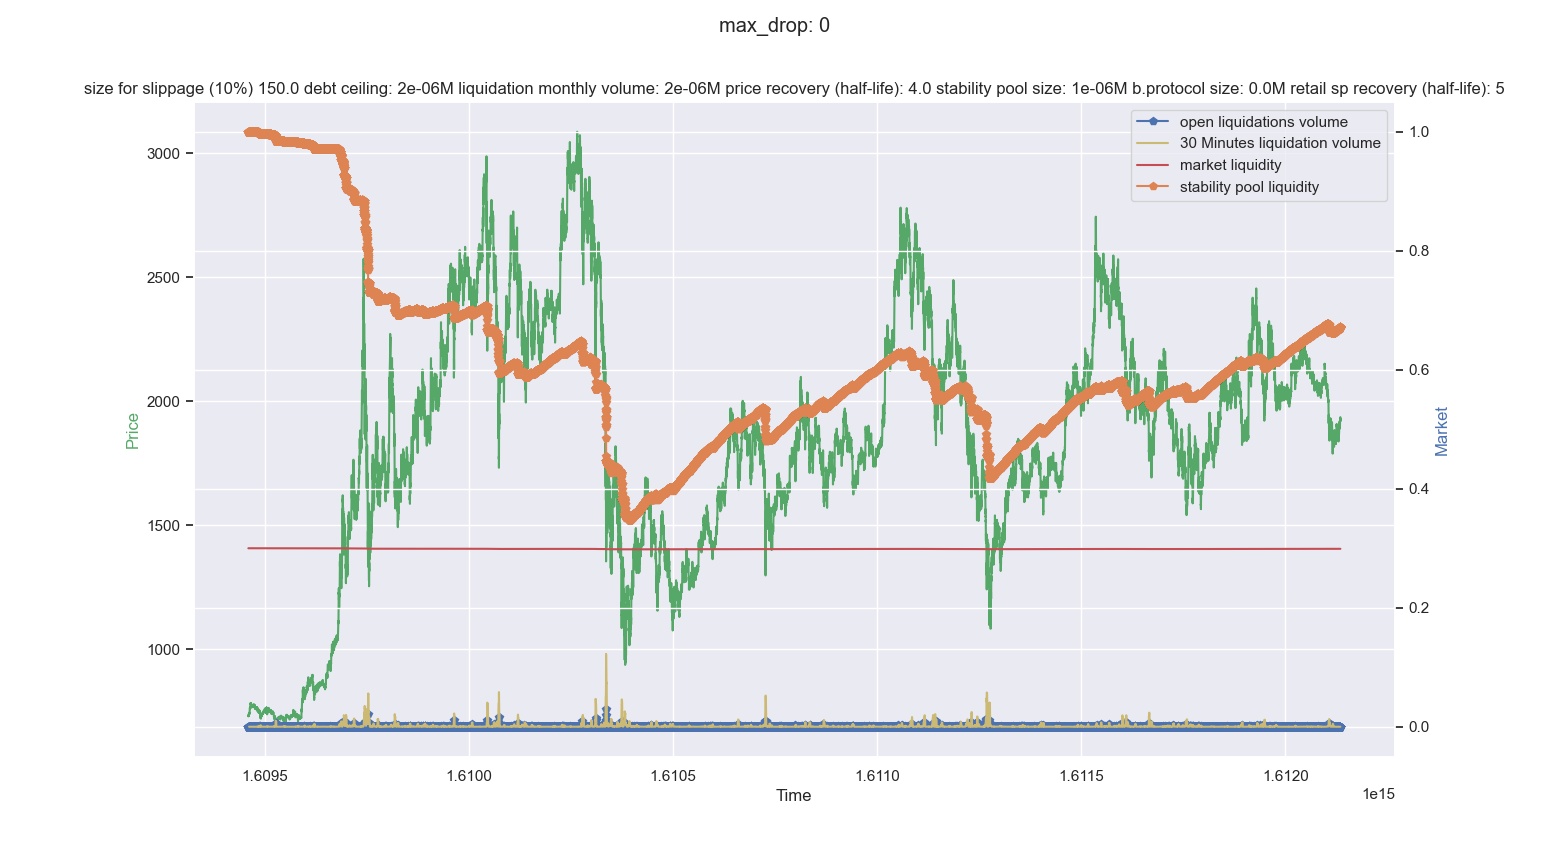 max_drop: 0
size for slippage (10%) 150.0 debt ceiling: 2e-06M liquidation monthly volume: 2e-06M price recovery (half-life): 4.0 stability pool size: 1e-06M b.protocol size: 0.0M retail sp recovery (half-life): 5
open liquidations volume
30 Minutes liquidation volume
market liquidity
stability pool liquidity
3000
2500
2000
1500
1000
Price
1.0
0.8
0.6
0.4
0.2
0.0
Market
1.6095 1.6100 1.6105 1.6110 1.6115 1.6120
Time
1e15